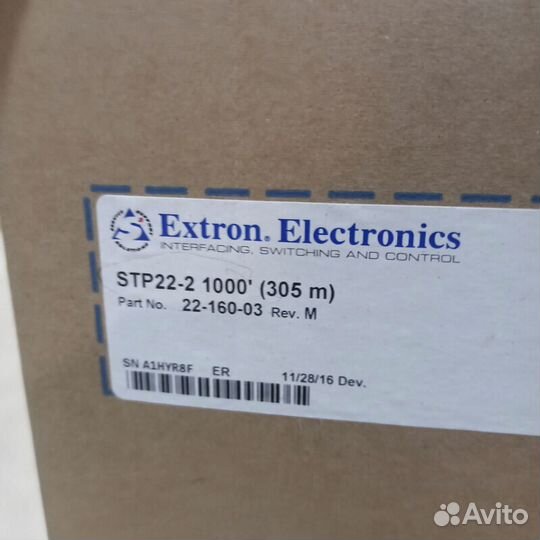 Extron. Electronics
INTERFACING, SWITCHING AND CONTROL
STP22-2 1000' (305 m)
Part No. 22-160-03 Rev. M
SN A1HYR8F ER 11/28/16 Dev.
Avito